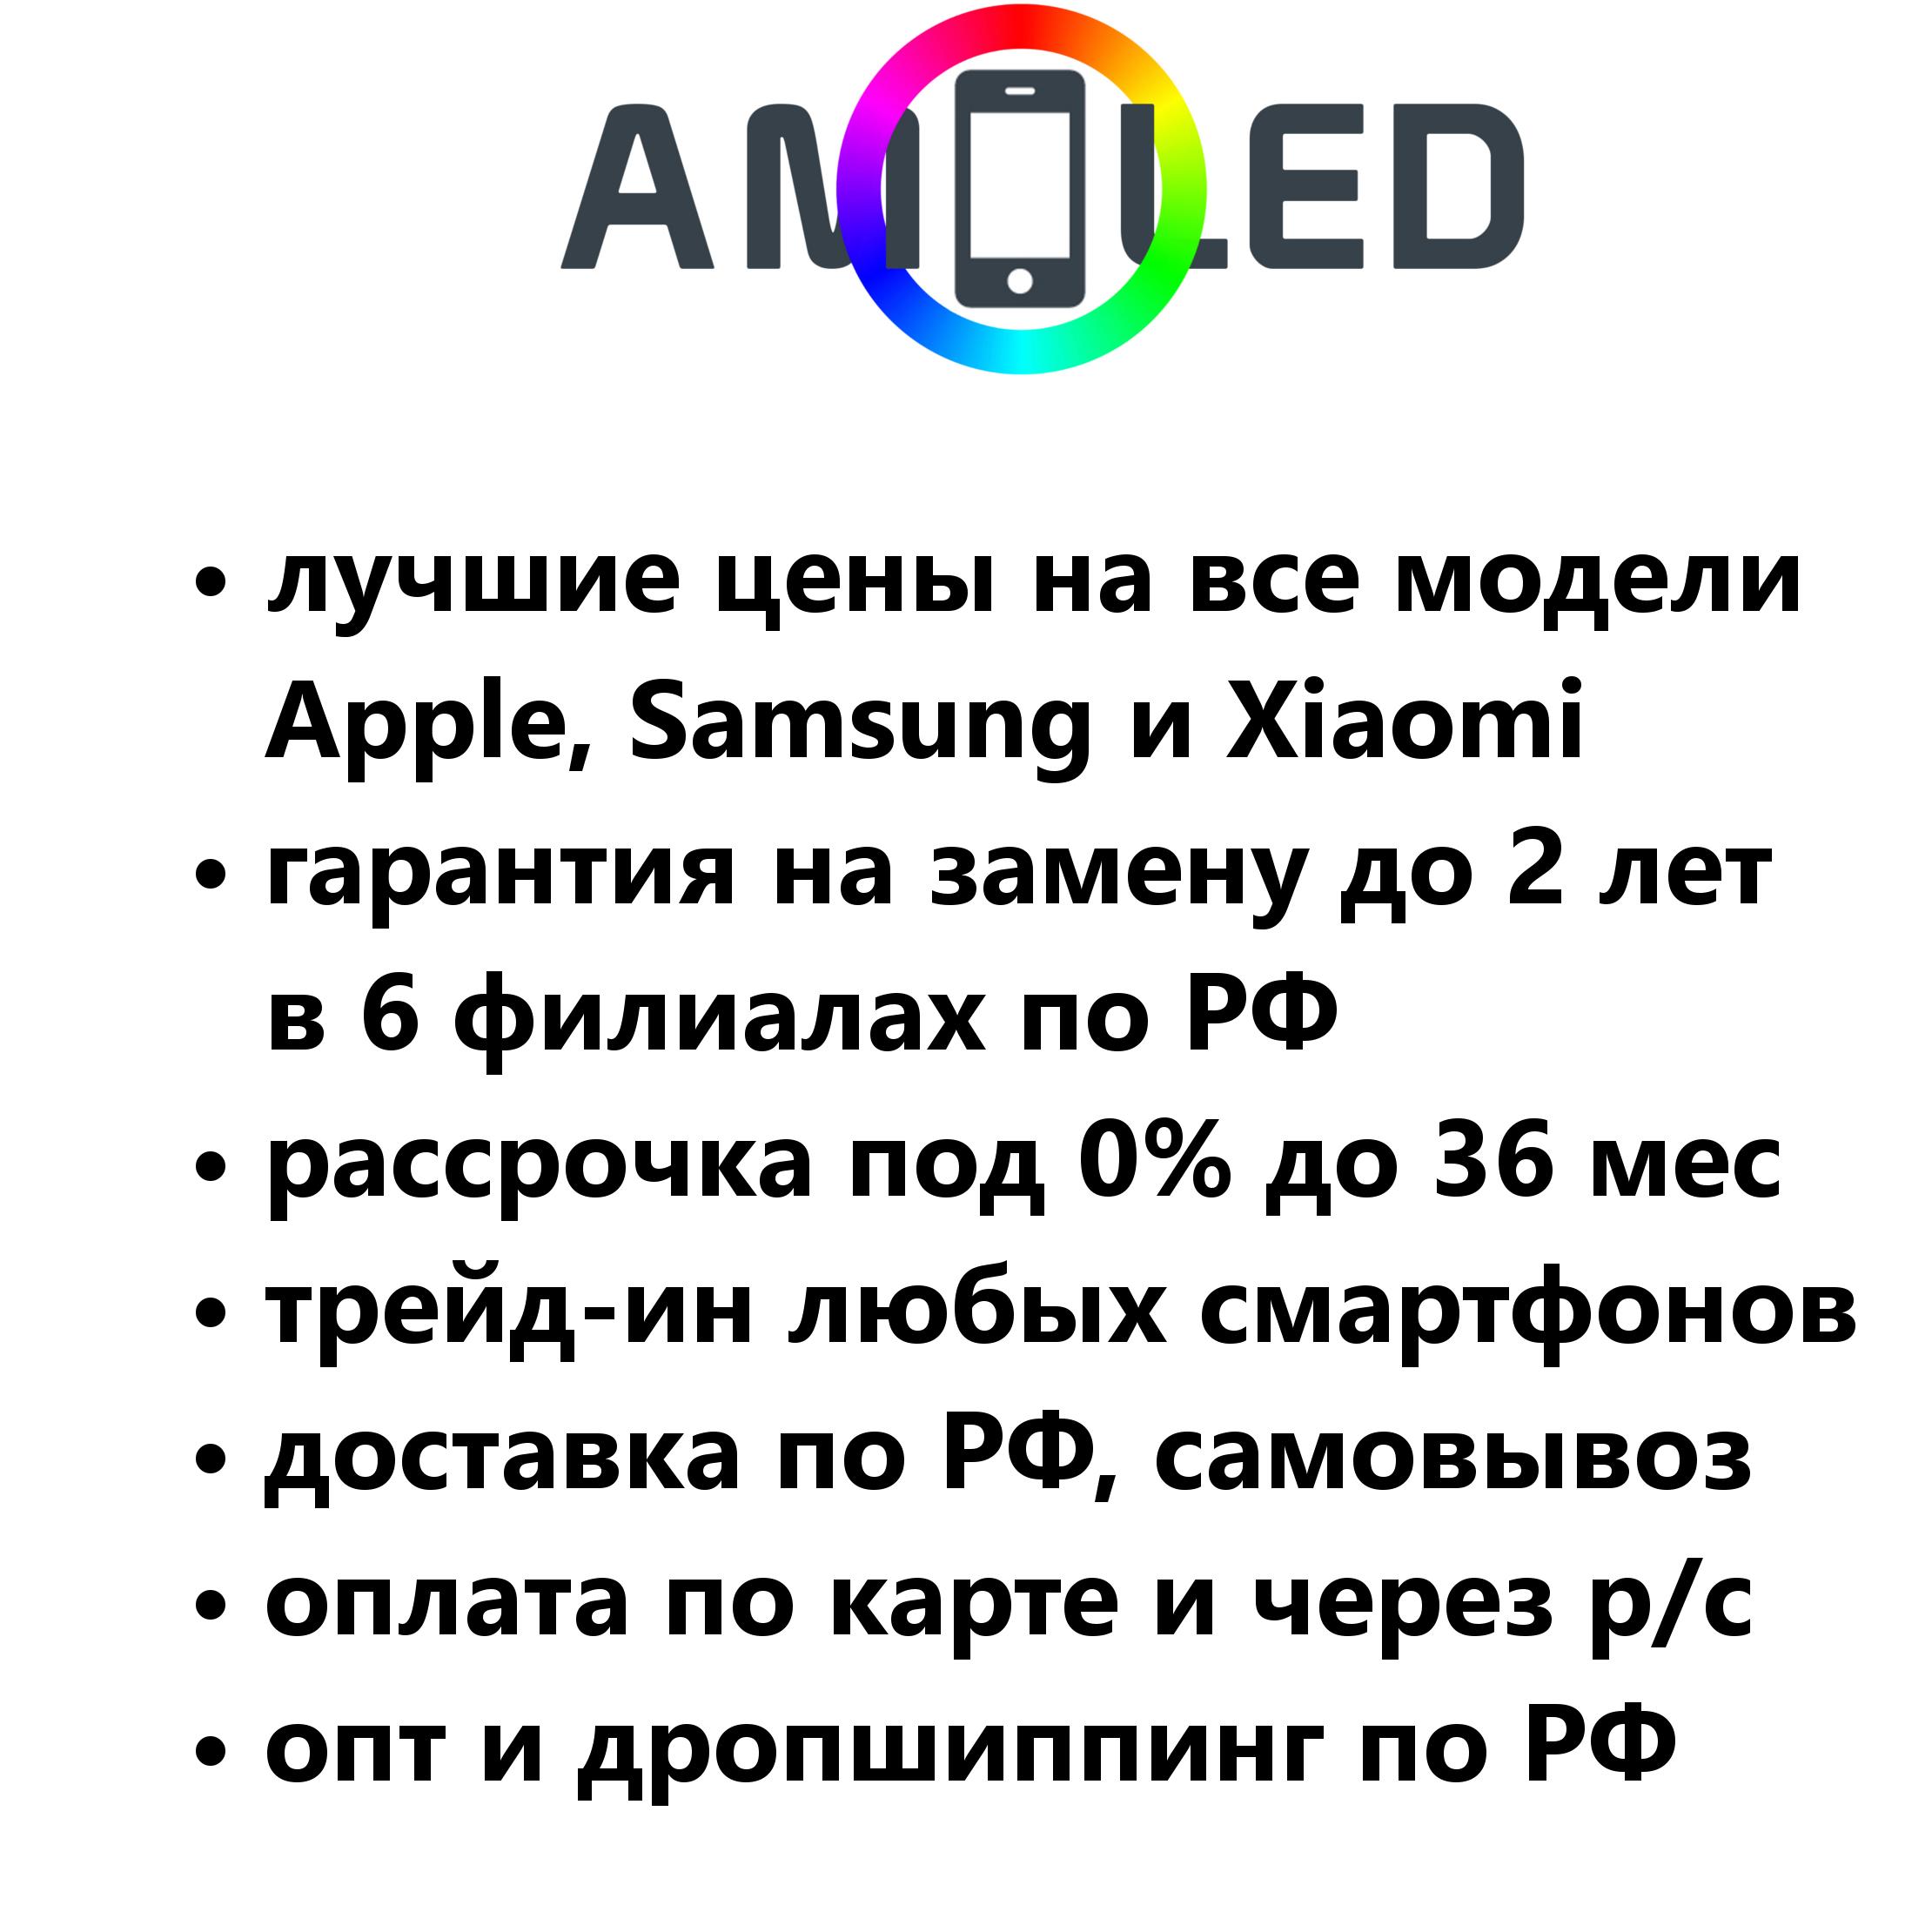 AMOLED
• лучшие цены на все модели
Apple, Samsung и Xiaomi
• гарантия на замену до 2 лет
в 6 филиалах по РФ
• рассрочка под 0% до 36 мес
• трейд-ин любых смартфонов
• доставка по РФ, самовывоз
• оплата по карте и через р/с
• опт и дропшиппинг по РФ